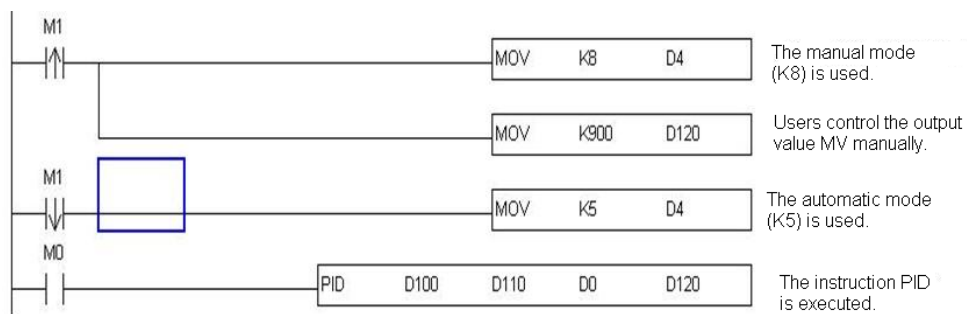 M1
MOV K8 D4
The manual mode
(K8) is used.
MOV K900 D120
Users control the output
value MV manually.
M1
MOV K5 D4
The automatic mode
(K5) is used.
M0
PID D100 D110 D0 D120
The instruction PID
is executed.